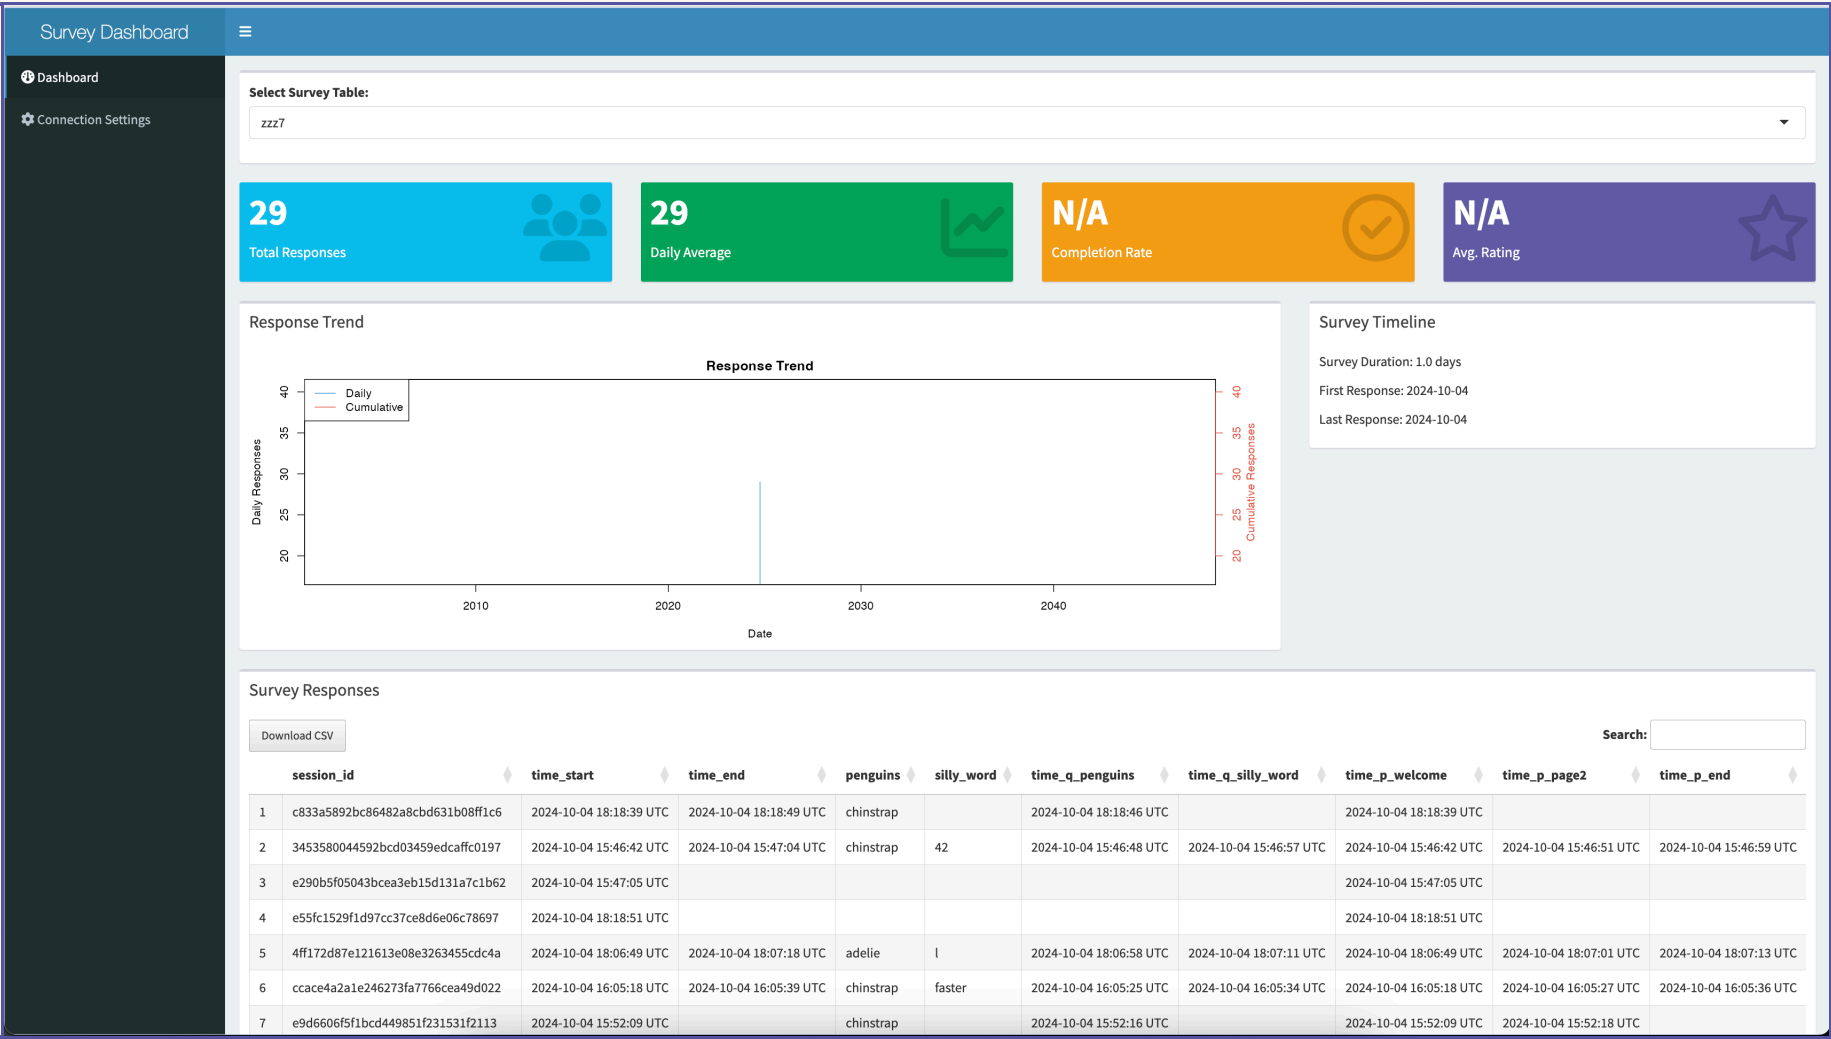 Survey Dashboard
Dashboard
Connection Settings
Select Survey Table:
zzz7
29
Total Responses
29
Daily Average
N/A
Completion Rate
N/A
Avg. Rating
Response Trend
Response Trend
Daily
Cumulative
40
35
30
25
20
Daily Responses
40
35
30
25
20
Cumulative Responses
2010 2020 2030 2040
Date
Survey Timeline
Survey Duration: 1.0 days
First Response: 2024-10-04
Last Response: 2024-10-04
Survey Responses
Download CSV
Search:
session_id time_start time_end penguins silly_word time_q_penguins time_q_silly_word time_p_welcome time_p_page2 time_p_end
1 c833a5892bc86482a8cbd631b08ff1c6 2024-10-04 18:18:39 UTC 2024-10-04 18:18:49 UTC chinstrap 2024-10-04 18:18:46 UTC 2024-10-04 18:18:39 UTC
2 3453580044592bcd03459edcaffc0197 2024-10-04 15:46:42 UTC 2024-10-04 15:47:04 UTC chinstrap 42 2024-10-04 15:46:48 UTC 2024-10-04 15:46:57 UTC 2024-10-04 15:46:42 UTC 2024-10-04 15:46:51 UTC 2024-10-04 15:46:59 UTC
3 e290b5f05043bcea3eb15d131a7c1b62 2024-10-04 15:47:05 UTC 2024-10-04 15:47:05 UTC
4 e55fc1529f1d97cc37ce8d6e06c78697 2024-10-04 18:18:51 UTC 2024-10-04 18:18:51 UTC
5 4ff172d87e121613e08e3263455cdc4a 2024-10-04 18:06:49 UTC 2024-10-04 18:07:18 UTC adelie l 2024-10-04 18:06:58 UTC 2024-10-04 18:07:11 UTC 2024-10-04 18:06:49 UTC 2024-10-04 18:07:01 UTC 2024-10-04 18:07:13 UTC
6 ccace4a2a1e246273fa7766cea49d022 2024-10-04 16:05:18 UTC 2024-10-04 16:05:39 UTC chinstrap faster 2024-10-04 16:05:25 UTC 2024-10-04 16:05:34 UTC 2024-10-04 16:05:18 UTC 2024-10-04 16:05:27 UTC 2024-10-04 16:05:36 UTC
7 e9d6606f5f1bcd449851f231531f2113 2024-10-04 15:52:09 UTC chinstrap 2024-10-04 15:52:16 UTC 2024-10-04 15:52:09 UTC 2024-10-04 15:52:18 UTC